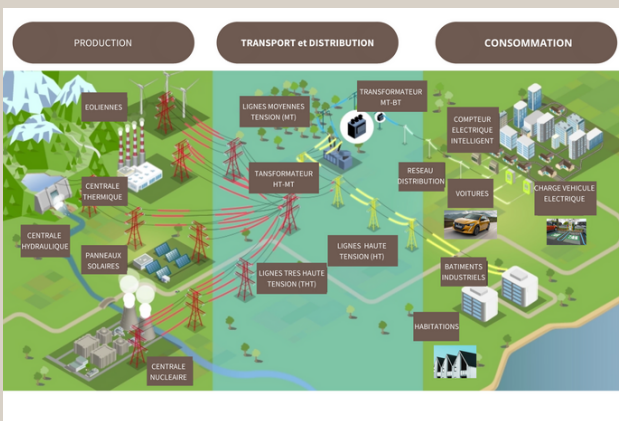 PRODUCTION
TRANSPORT et DISTRIBUTION
CONSOMMATION
EOLIENNES
CENTRALE
THERMIQUE
CENTRALE
HYDRAULIQUE
PANNEAUX
SOLAIRES
CENTRALE
NUCLEAIRE
LIGNES MOYENNES
TENSION (MT)
TRANSFORMATEUR
MT-BT
TANSFORMATEUR
HT-MT
RESEAU
DISTRIBUTION
LIGNES HAUTE
TENSION (HT)
LIGNES TRES HAUTE
TENSION (THT)
COMPTEUR
ELECTRIQUE
INTELLIGENT
VOITURES
CHARGE VEHICULE
ELECTRIQUE
BATIMENTS
INDUSTRIELS
HABITATIONS